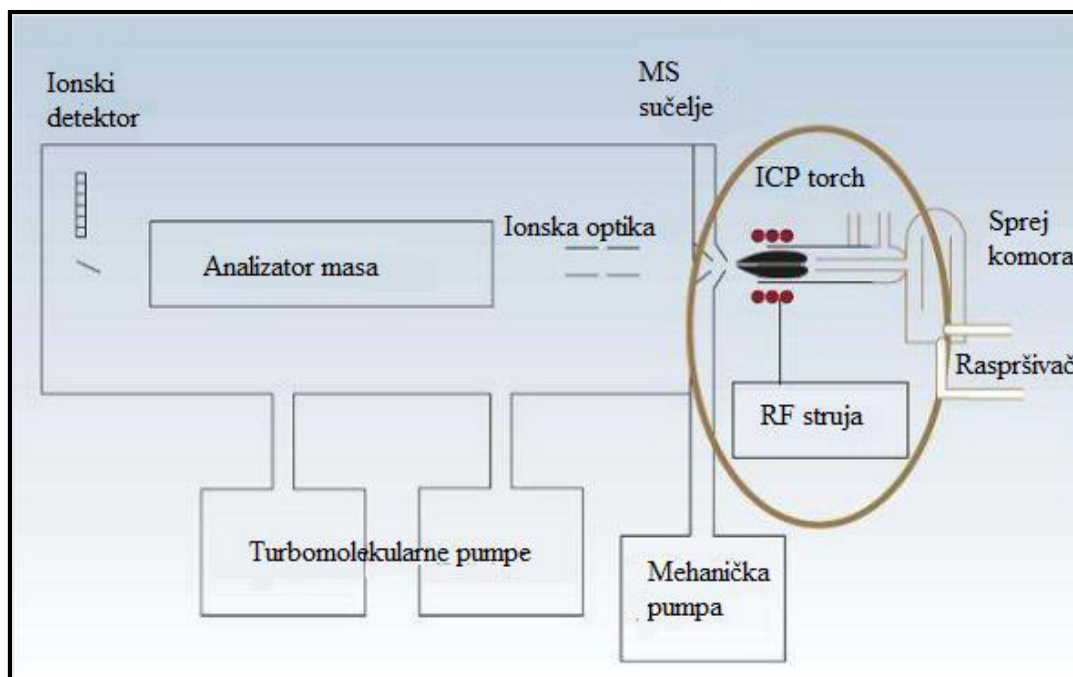 Ionski
detektor
MS
sučelje
ICP torch
Sprej
komora
Ionska optika
Analizator masa
Raspršivač
RF struja
Turbomolekularne pumpe
Mehanička
pumpa